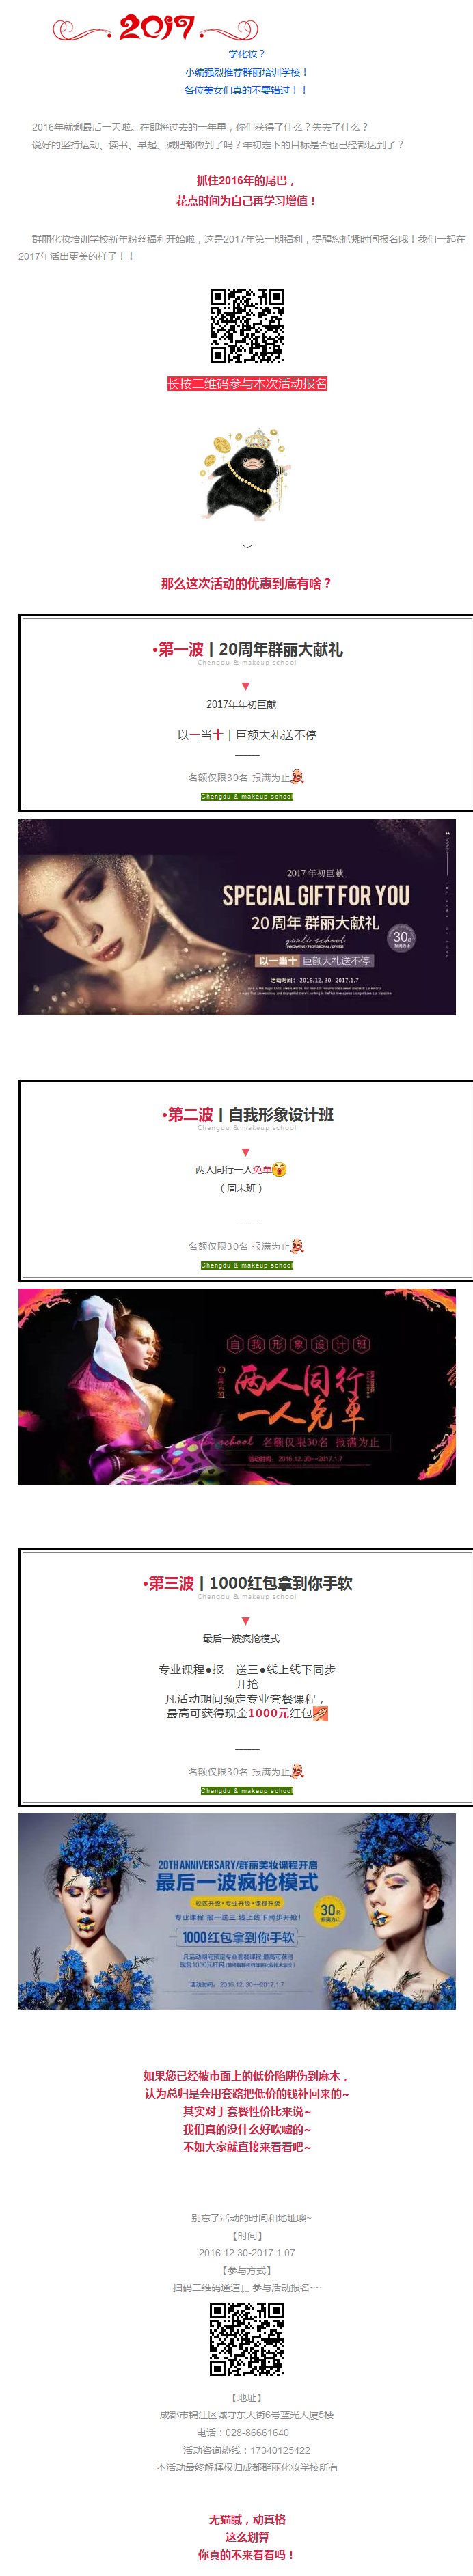 2017
学化妆？
小编强烈推荐群丽培训学校！
各位美女们真的不要错过！！
2016年就剩最后一天啦。在即将过去的一年里，你们获得了什么？失去了什么？
说好的坚持运动、读书、早起、减肥都做到了吗？年初定下的目标是否也已经都达到了？
抓住2016年的尾巴，
花点时间为自己再学习增值！
群丽化妆培训学校新年粉丝福利开始啦，这是2017年第一期福利，提醒您抓紧时间报名哦！我们一起在
2017年活出更美的样子！！
长按二维码参与本次活动报名
那么这次活动的优惠到底有啥？
•第一波丨20周年群丽大献礼
Chengdu & makeup school
▼
2017年年初巨献
以一当十丨巨额大礼送不停
名额仅限30名 报满为止
Chengdu & makeup school
2017 年初巨献
SPECIAL GIFT FOR YOU
20 周年 群丽大献礼
qunli school
30名
以一当十 巨额大礼送不停
活动时间： 2016.12. 30--2017.1.7
•第二波丨自我形象设计班
Chengdu & makeup school
▼
两人同行一人免单
（周末班）
名额仅限30名 报满为止
Chengdu & makeup school
自我形象设计班
两人同行
周末班
一人免单
school 名额仅限30名 报满为止
活动时间： 2016.12.30--2017.1.7
•第三波丨1000红包拿到你手软
Chengdu & makeup school
▼
最后一波疯抢模式
专业课程●报一送三●线上线下同步
开抢
凡活动期间预定专业套餐课程，
最高可获得现金1000元红包
名额仅限30名 报满为止
Chengdu & makeup school
20TH ANNIVERSARY/群丽美妆课程开启
最后一波疯抢模式
校区升级•专业升级•课程升级
30名
专业课程 报一送三 线上线下同步开抢！
1000红包拿到你手软
凡活动期间预定专业套餐课程,最高可获得
现金1000元红包
活动时间： 2016.12. 30---2017.1.7
如果您已经被市面上的低价陷阱伤到麻木，
认为总归是会用套路把低价的钱补回来的~
其实对于套餐性价比来说~
我们真的没什么好吹嘘的~
不如大家就直接来看看吧~
别忘了活动的时间和地址噢~
【时间】
2016.12.30-2017.1.07
【参与方式】
扫码二维码通道↓↓ 参与活动报名~~
【地址】
成都市锦江区城守东大街6号蓝光大厦5楼
电话：028-86661640
活动咨询热线：17340125422
本活动最终解释权归成都群丽化妆学校所有
无猫腻，动真格
这么划算
你真的不来看看吗！